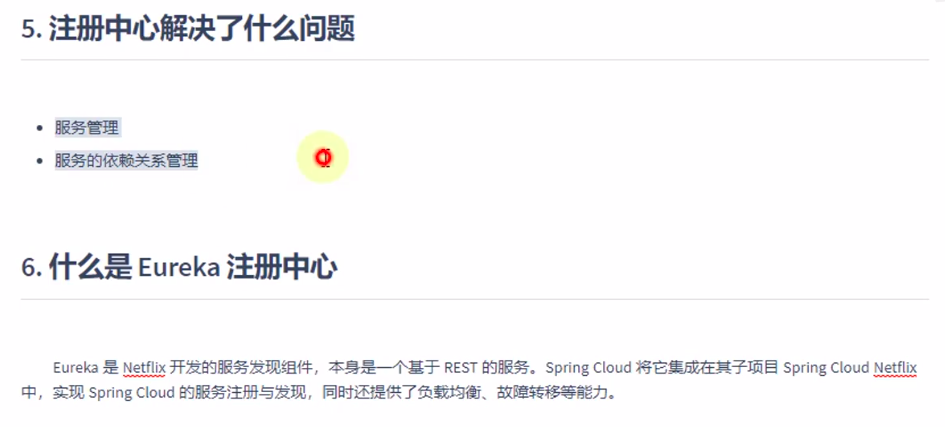 5. 注册中心解决了什么问题
服务管理
服务的依赖关系管理
6. 什么是 Eureka 注册中心
Eureka 是 Netflix 开发的服务发现组件，本身是一个基于 REST 的服务。Spring Cloud 将它集成在其子项目 Spring Cloud Netflix
中，实现 Spring Cloud 的服务注册与发现，同时还提供了负载均衡、故障转移等能力。